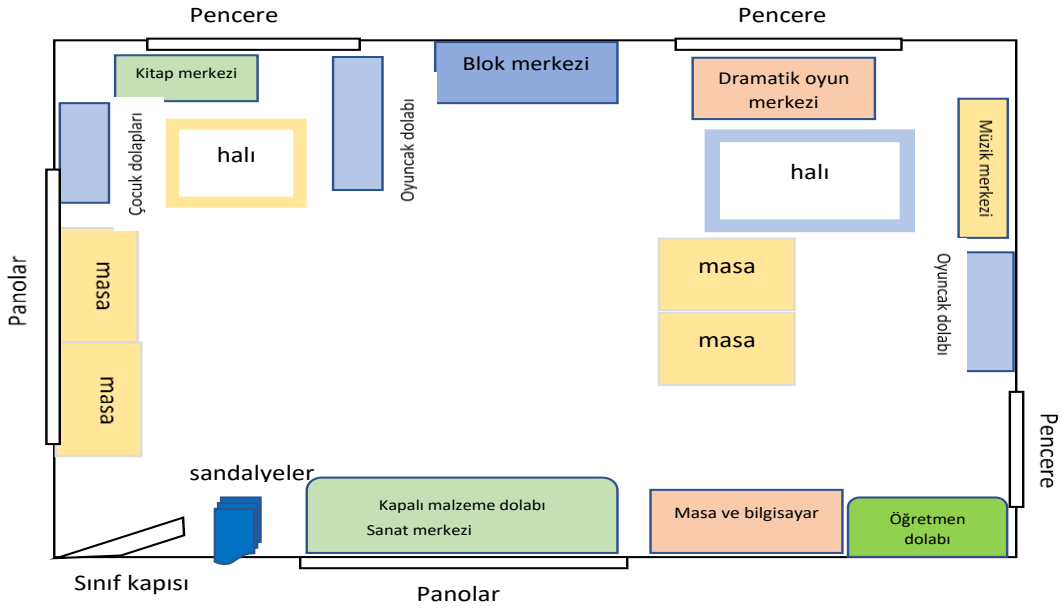 Pencere
Pencere
Kitap merkezi
Blok merkezi
Dramatik oyun
merkezi
Çocuk dolapları
halı
Oyuncak dolabı
halı
Müzik merkezi
Panolar
masa
masa
masa
masa
Oyuncak dolabı
Pencere
sandalyeler
Kapalı malzeme dolabı
Sanat merkezi
Masa ve bilgisayar
Öğretmen
dolabı
Sınıf kapısı
Panolar